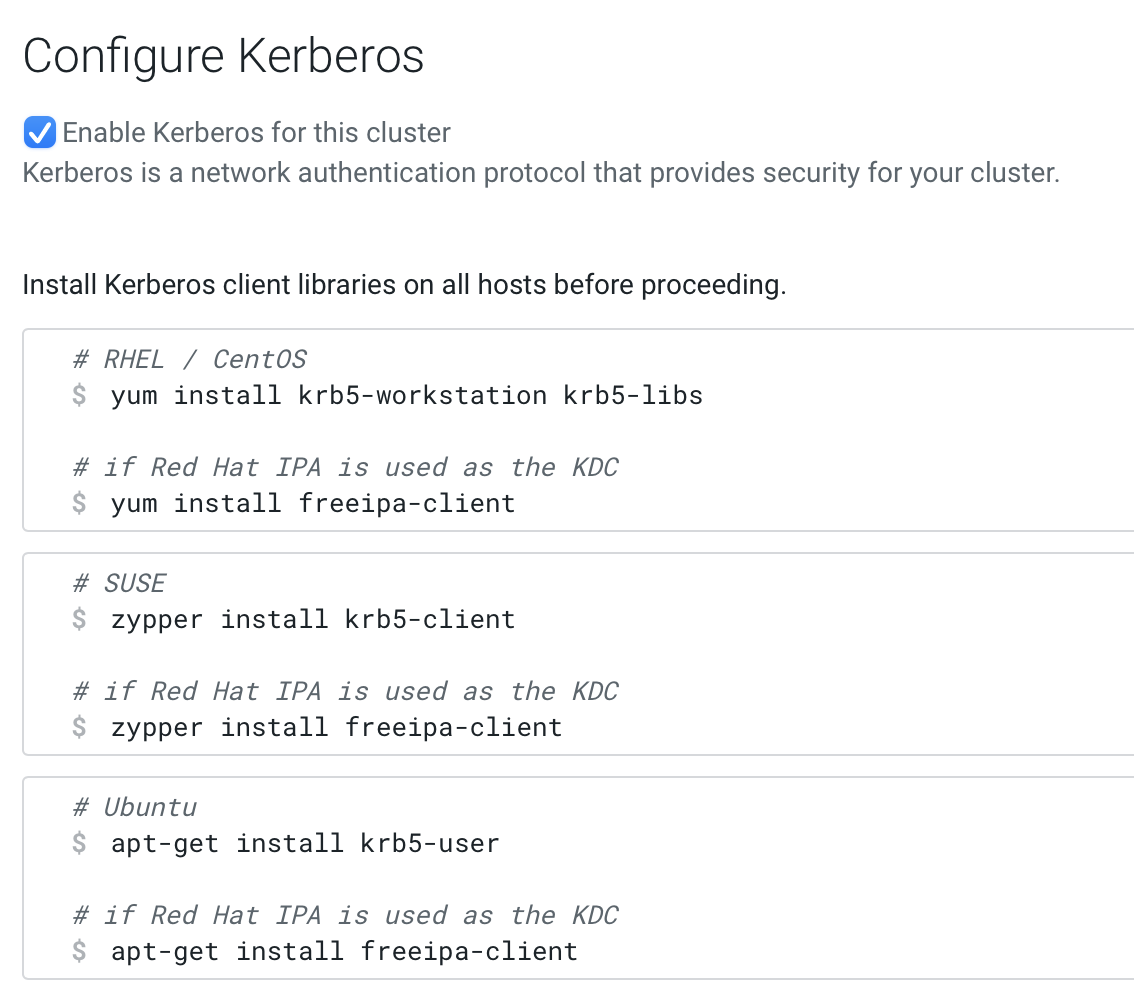 Configure Kerberos
Enable Kerberos for this cluster
Kerberos is a network authentication protocol that provides security for your cluster.
Install Kerberos client libraries on all hosts before proceeding.
# RHEL / CentOS
$ yum install krb5-workstation krb5-libs
# if Red Hat IPA is used as the KDC
$ yum install freeipa-client
# SUSE
$ zypper install krb5-client
# if Red Hat IPA is used as the KDC
$ zypper install freeipa-client
# Ubuntu
$ apt-get install krb5-user
# if Red Hat IPA is used as the KDC
$ apt-get install freeipa-client